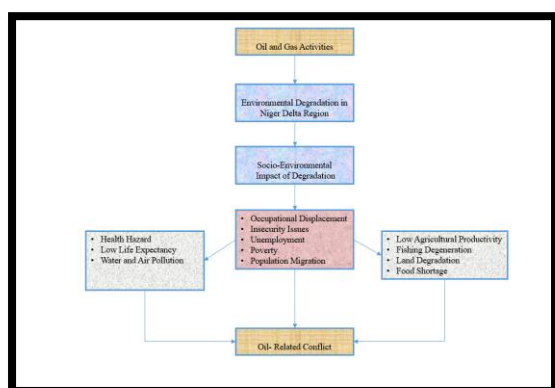 Oil and Gas Activities
Environmental Degradation in
Niger Delta Region
Socio-Environmental
Impact of Degradation
• Occupational Displacement
• Insecurity Issues
• Unemployment
• Poverty
• Population Migration
• Health Hazard
• Low Life Expectancy
• Water and Air Pollution
• Low Agricultural Productivity
• Fishing Degeneration
• Land Degradation
• Food Shortage
Oil- Related Conflict